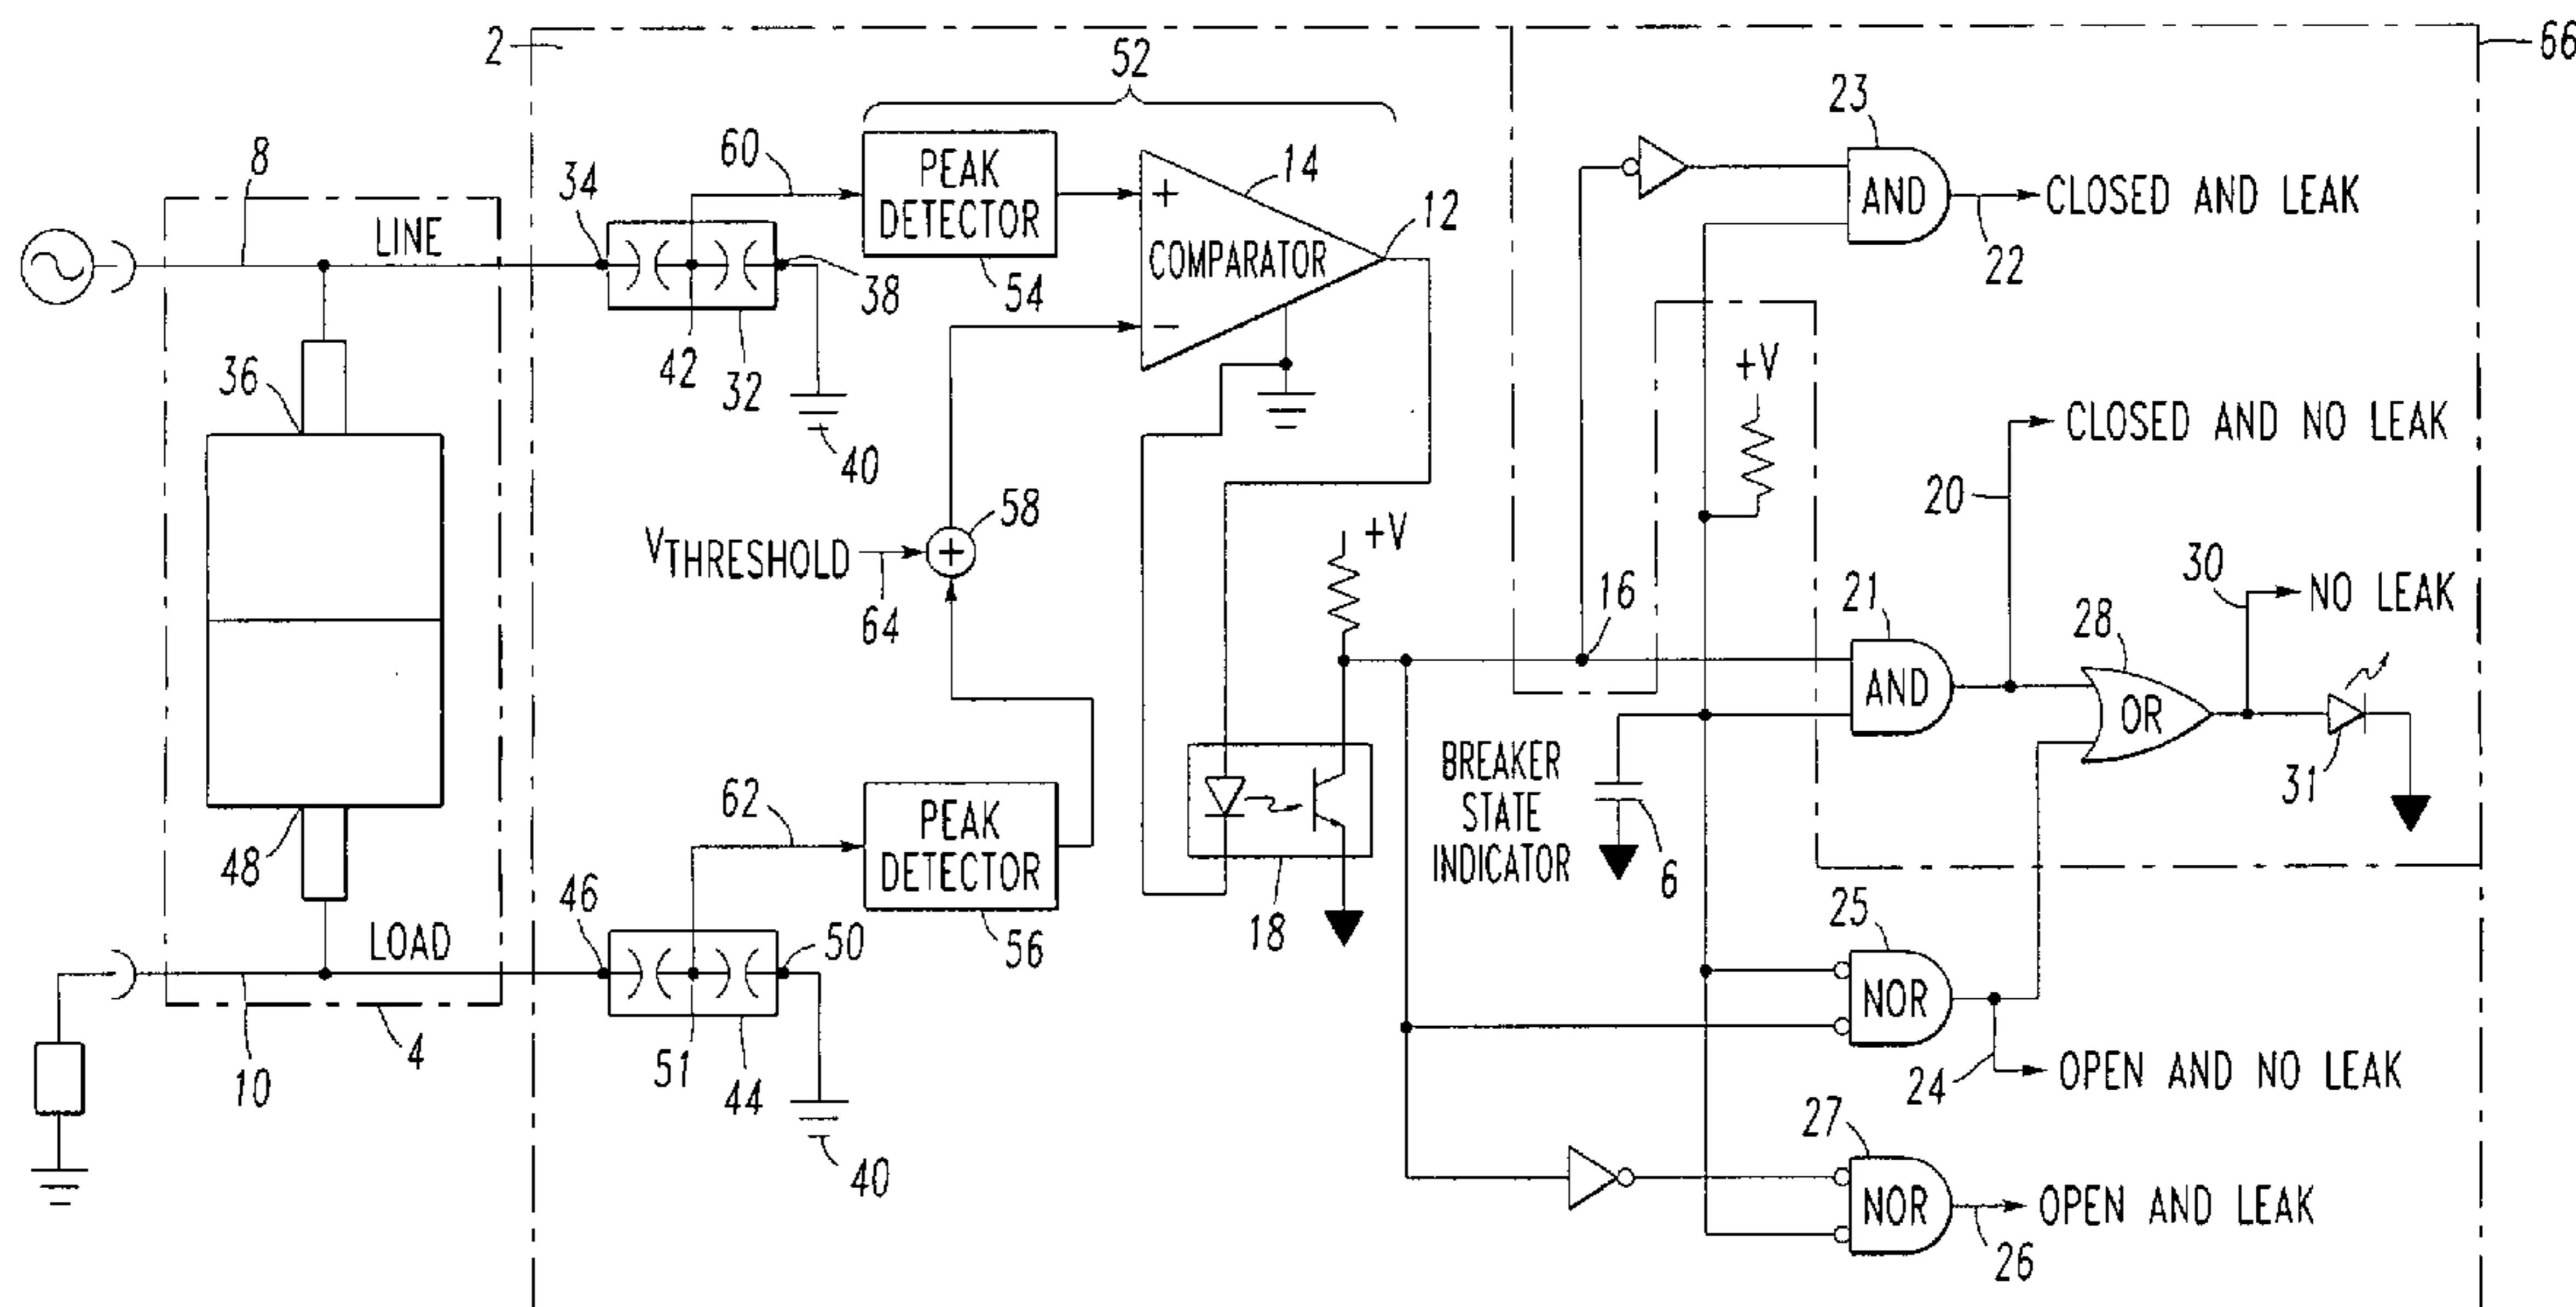 2
52
66
8
LINE
34
60
PEAK
DETECTOR
54
+
−
COMPARATOR
14
12
38
42
32
40
36
23
AND
CLOSED AND LEAK
22
+V
CLOSED AND NO LEAK
20
VTHRESHOLD
64
+
58
+V
16
21
AND
28
OR
30
NO LEAK
31
BREAKER
STATE
INDICATOR
6
48
62
PEAK
DETECTOR
56
18
46
LOAD
50
51
44
40
10
4
25
NOR
24
OPEN AND NO LEAK
27
NOR
OPEN AND LEAK
26